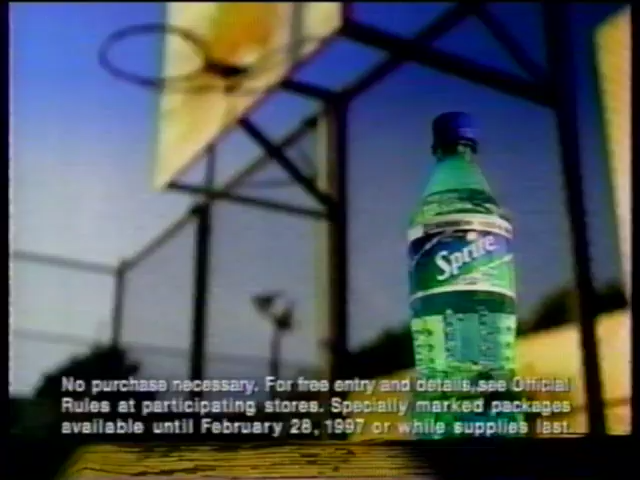 Sprite
No purchase necessary. For free entry and details, see Official
Rules at participating stores. Specially marked packages
available until February 28, 1997 or while supplies last.